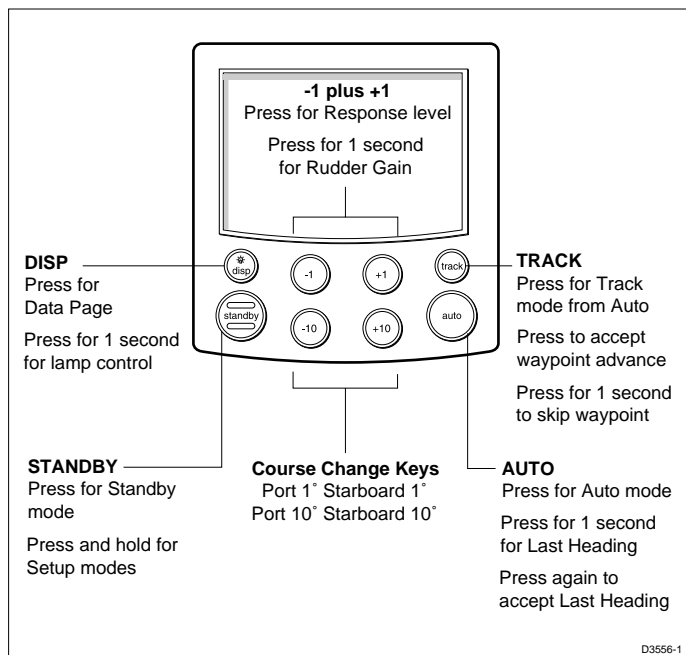 -1 plus +1
Press for Response level
Press for 1 second
for Rudder Gain
DISP
Press for
Data Page
Press for 1 second
for lamp control
disp
-1
+1
track
standby
-10
+10
auto
TRACK
Press for Track
mode from Auto
Press to accept
waypoint advance
Press for 1 second
to skip waypoint
STANDBY
Press for Standby
mode
Press and hold for
Setup modes
Course Change Keys
Port 1° Starboard 1°
Port 10° Starboard 10°
AUTO
Press for Auto mode
Press for 1 second
for Last Heading
Press again to
accept Last Heading
D3556-1